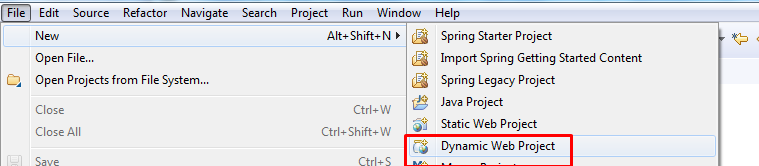 File Edit Source Refactor Navigate Search Project Run Window Help
New Alt+Shift+N
Open File...
Open Projects from File System...
Close Ctrl+W
Close All Ctrl+Shift+W
Save Ctrl+S
Spring Starter Project
Import Spring Getting Started Content
Spring Legacy Project
Java Project
Static Web Project
Dynamic Web Project